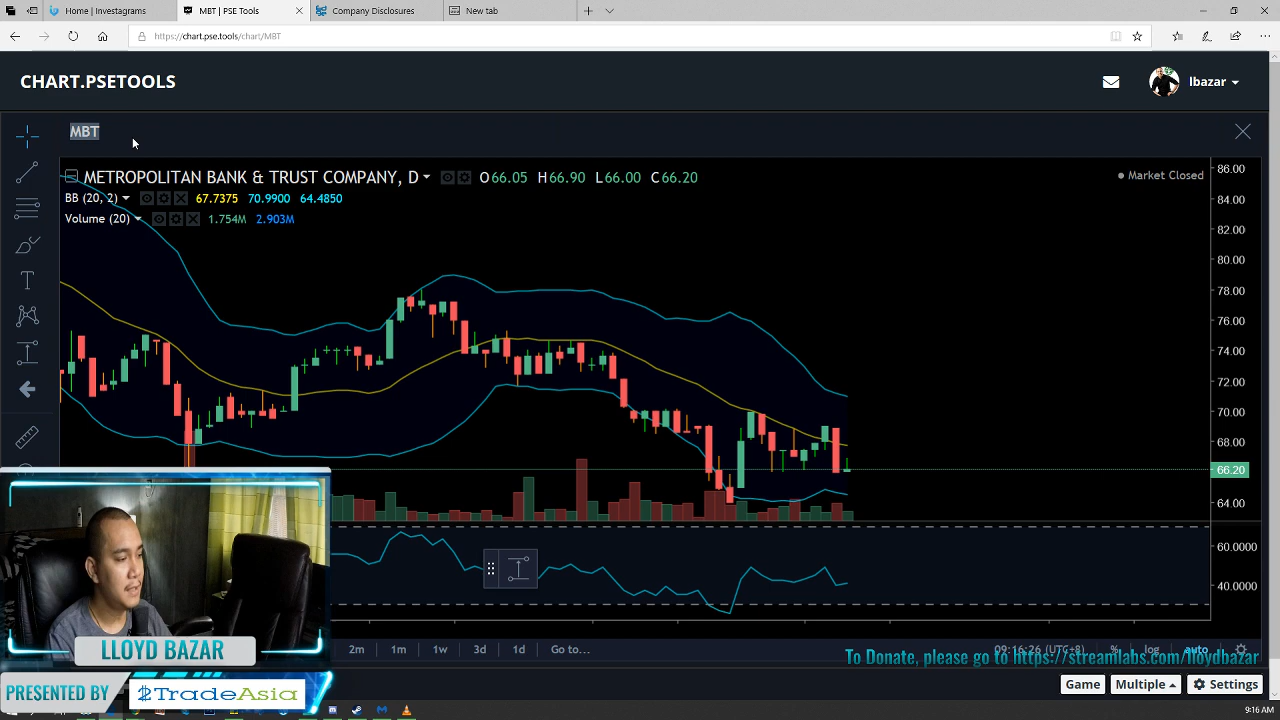 Home | Investagrams
MBT | PSE Tools
Company Disclosures
New tab
https://chart.pse.tools/chart/MBT
CHART.PSETOOLS
lbazar
MBT
METROPOLITAN BANK & TRUST COMPANY, D
O66.05 H66.90 L66.00 C66.20
Market Closed
BB (20, 2) 67.7375 70.9900 64.4850
Volume (20) 1.754M 2.903M
86.00
84.00
82.00
80.00
78.00
76.00
74.00
72.00
70.00
68.00
66.20
64.00
60.0000
40.0000
2m 1m 1w 3d 1d Go to...
09:16:26 (UTC+8) % log auto
To Donate, please go to https://streamlabs.com/lloydbazar
LLOYD BAZAR
PRESENTED BY
$TradeAsia
Game Multiple Settings
9:16 AM